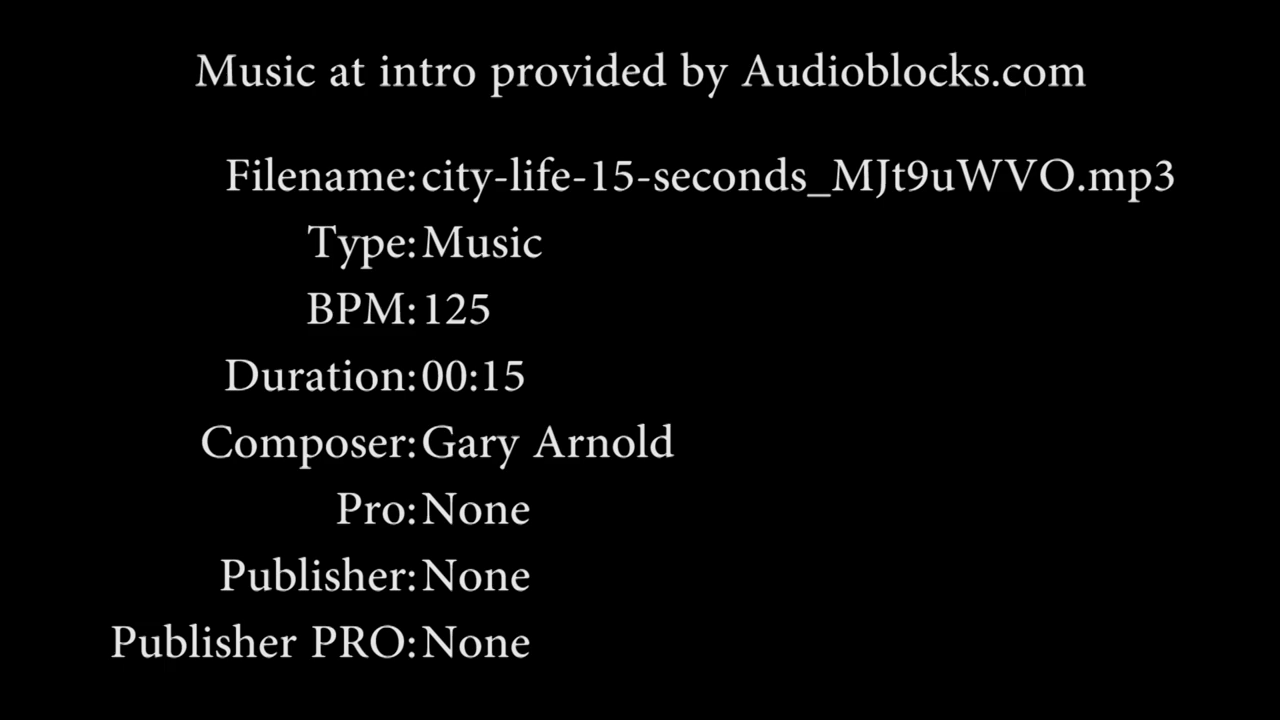 Music at intro provided by Audioblocks.com
Filename: city-life-15-seconds_MJt9uWVO.mp3
Type: Music
BPM: 125
Duration: 00:15
Composer: Gary Arnold
Pro: None
Publisher: None
Publisher PRO: None